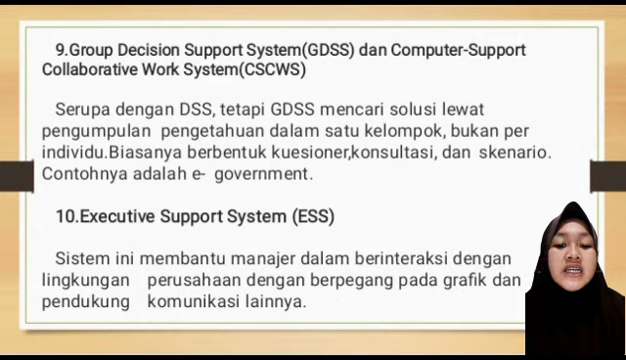 9.Group Decision Support System(GDSS) dan Computer-Support
Collaborative Work System(CSCWS)
Serupa dengan DSS, tetapi GDSS mencari solusi lewat
pengumpulan pengetahuan dalam satu kelompok, bukan per
individu.Biasanya berbentuk kuesioner,konsultasi, dan skenario.
Contohnya adalah e- government.
10.Executive Support System (ESS)
Sistem ini membantu manajer dalam berinteraksi dengan
lingkungan perusahaan dengan berpegang pada grafik dan
pendukung komunikasi lainnya.